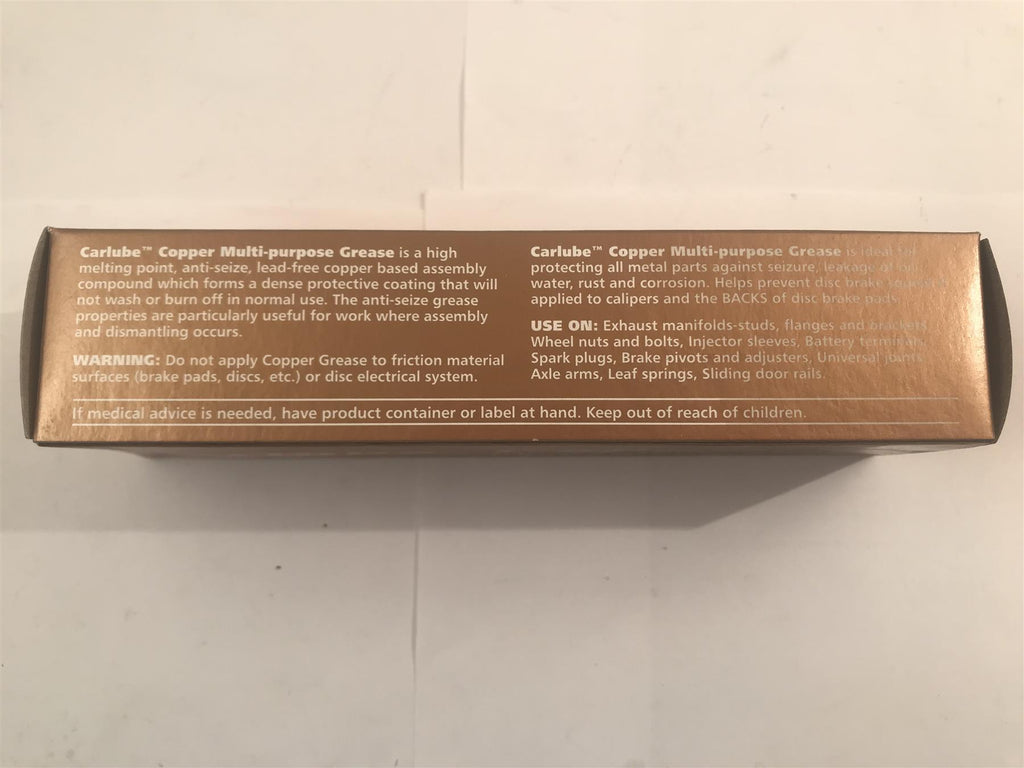 Carlube™ Copper Multi-purpose Grease is a high
melting point, anti-seize, lead-free copper based assembly
compound which forms a dense protective coating that will
not wash or burn off in normal use. The anti-seize grease
properties are particularly useful for work where assembly
and dismantling occurs.
WARNING: Do not apply Copper Grease to friction material
surfaces (brake pads, discs, etc.) or disc electrical system.
Carlube™ Copper Multi-purpose Grease is ideal for
protecting all metal parts against seizure, leakage of oil,
water, rust and corrosion. Helps prevent disc brake
applied to calipers and the BACKS of disc brake pads.
USE ON: Exhaust manifolds-studs, flanges and brackets,
Wheel nuts and bolts, Injector sleeves, Battery terminals,
Spark plugs, Brake pivots and adjusters, Universal joints,
Axle arms, Leaf springs, Sliding door rails.
If medical advice is needed, have product container or label at hand. Keep out of reach of children.